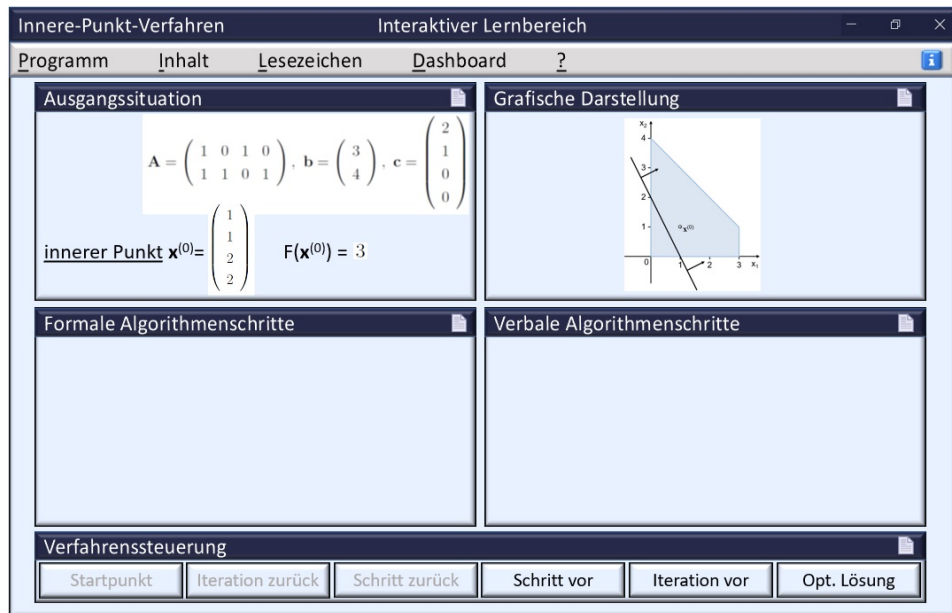 Innere-Punkt-Verfahren Interaktiver Lernbereich
Programm Inhalt Lesezeichen Dashboard ?
Ausgangssituation
A = ( 1 0 1 0 / 1 1 0 1 ), b = ( 3 / 4 ), c = ( 2 / 1 / 0 / 0 )
innerer Punkt x(0)= ( 1 / 1 / 2 / 2 ) F(x(0)) = 3
Grafische Darstellung
x2
4
3
2
1
x(0)
0 1 2 3 x1
Formale Algorithmenschritte
Verbale Algorithmenschritte
Verfahrenssteuerung
Startpunkt Iteration zurück Schritt zurück Schritt vor Iteration vor Opt. Lösung